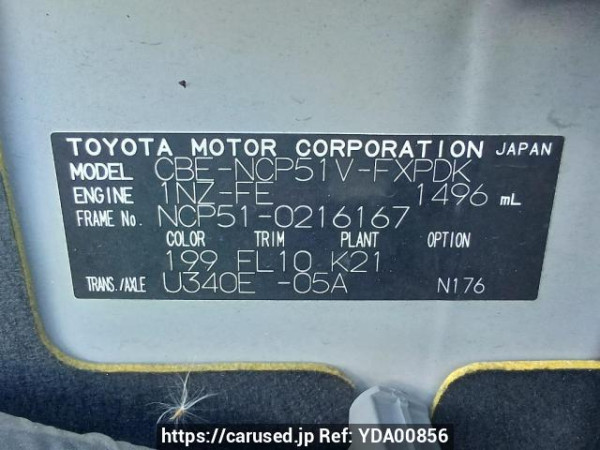 TOYOTA MOTOR CORPORATION JAPAN
MODEL CBE-NCP51V-FXPDK
ENGINE 1NZ-FE 1496 mL
FRAME No. NCP51-0216167
COLOR TRIM PLANT OPTION
199 FL10 K21
TRANS./AXLE U340E -05A N176
https://carused.jp Ref: YDA00856